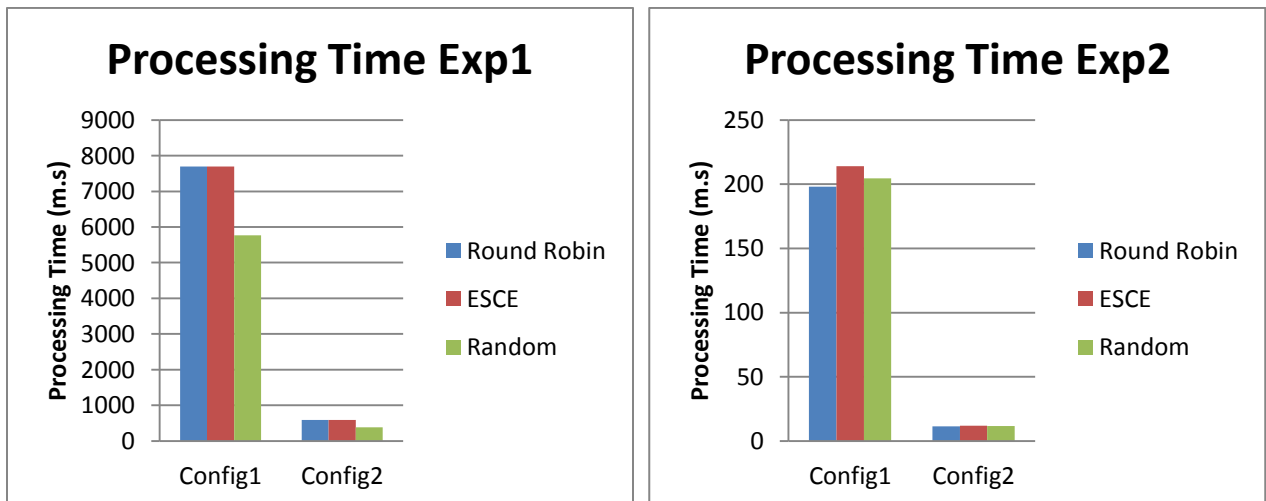 Processing Time Exp1
Processing Time (m.s)
9000
8000
7000
6000
5000
4000
3000
2000
1000
0
Config1 Config2
Round Robin
ESCE
Random
Processing Time Exp2
Processing Time (m.s)
250
200
150
100
50
0
Config1 Config2
Round Robin
ESCE
Random